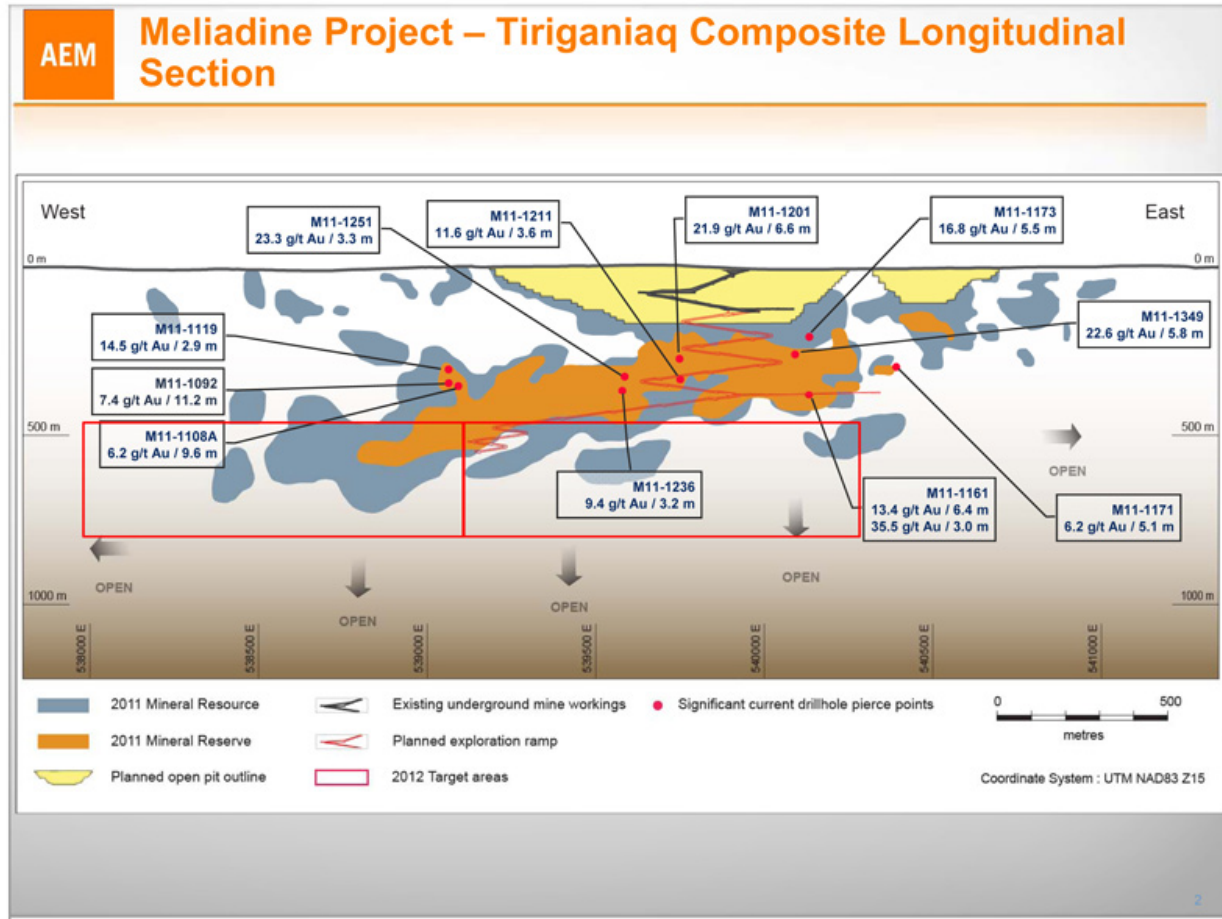 AEM
Meliadine Project – Tiriganiaq Composite Longitudinal
Section
West
East
M11-1251
23.3 g/t Au / 3.3 m
M11-1211
11.6 g/t Au / 3.6 m
M11-1201
21.9 g/t Au / 6.6 m
M11-1173
16.8 g/t Au / 5.5 m
0 m
0 m
M11-1119
14.5 g/t Au / 2.9 m
M11-1349
22.6 g/t Au / 5.8 m
M11-1092
7.4 g/t Au / 11.2 m
M11-1108A
6.2 g/t Au / 9.6 m
500 m
500 m
OPEN
M11-1236
9.4 g/t Au / 3.2 m
M11-1161
13.4 g/t Au / 6.4 m
35.5 g/t Au / 3.0 m
M11-1171
6.2 g/t Au / 5.1 m
OPEN
OPEN
OPEN
OPEN
1000 m
1000 m
538000 E
538500 E
539000 E
539500 E
540000 E
540500 E
541000 E
2011 Mineral Resource
Existing underground mine workings
Significant current drillhole pierce points
0
500
metres
2011 Mineral Reserve
Planned exploration ramp
Planned open pit outline
2012 Target areas
Coordinate System : UTM NAD83 Z15
2